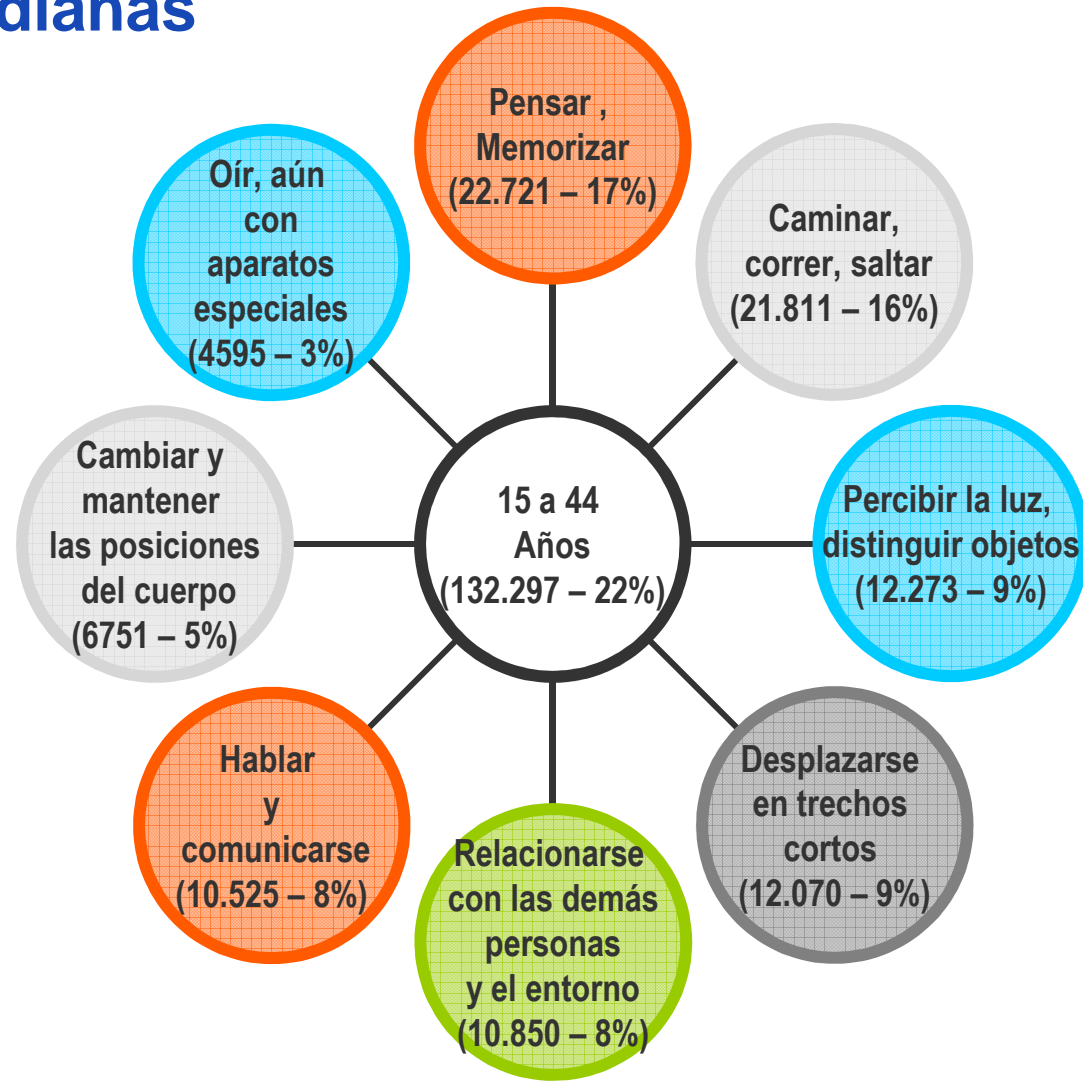 dianas
Pensar ,
Memorizar
(22.721 – 17%)
Caminar,
correr, saltar
(21.811 – 16%)
Percibir la luz,
distinguir objetos
(12.273 – 9%)
Desplazarse
en trechos
cortos
(12.070 – 9%)
Relacionarse
con las demás
personas
y el entorno
(10.850 – 8%)
Hablar
y
comunicarse
(10.525 – 8%)
Cambiar y
mantener
las posiciones
del cuerpo
(6751 – 5%)
Oír, aún
con
aparatos
especiales
(4595 – 3%)
15 a 44
Años
(132.297 – 22%)